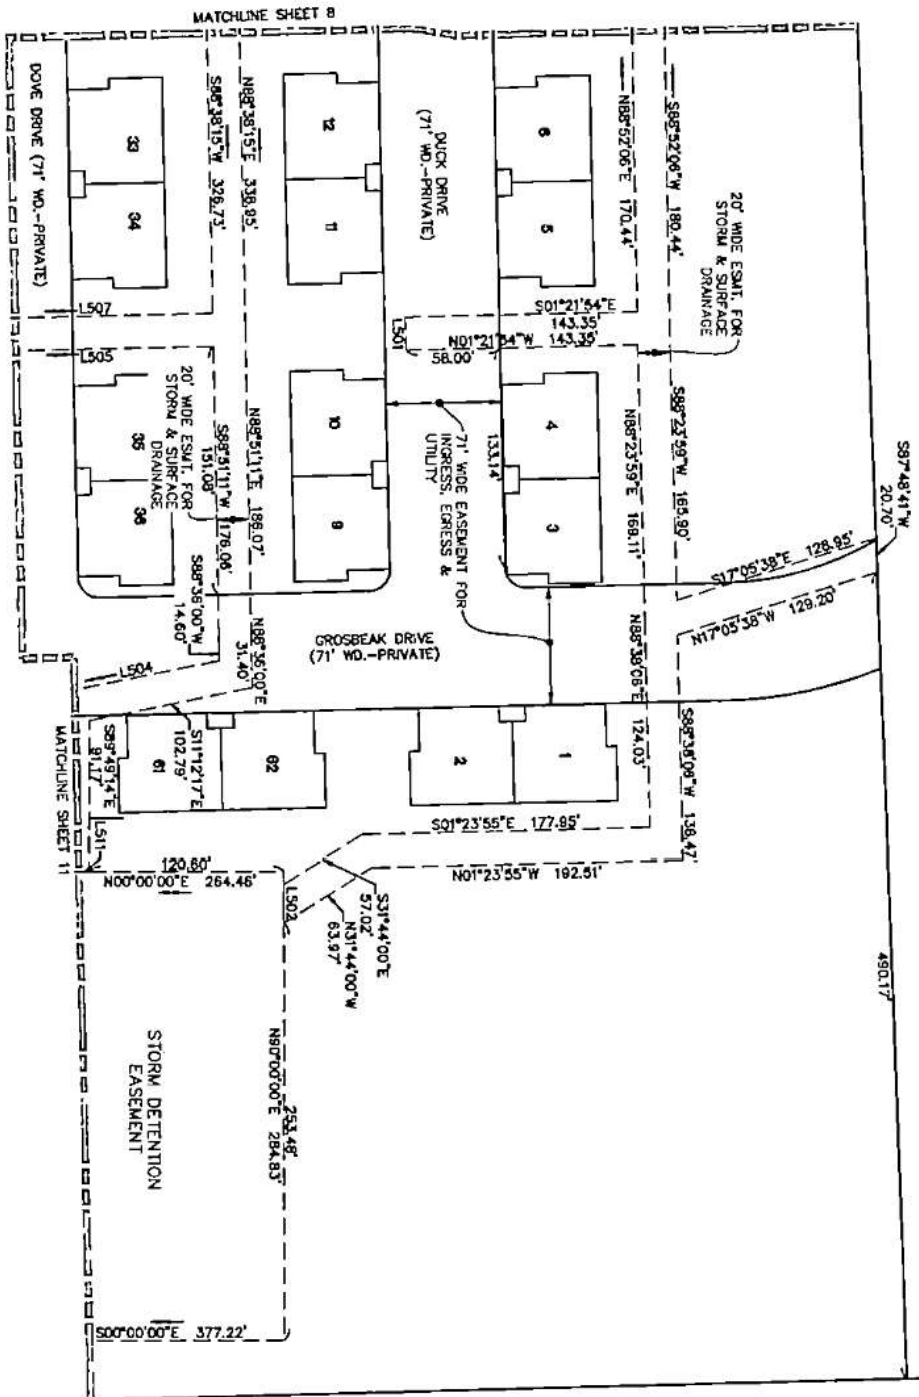 MATCHLINE SHEET 8
DOVE DRIVE (71' WD.-PRIVATE)
33
34
S88°38'15"W 326.73'
N88°38'15"E 338.95'
12
11
DUCK DRIVE
(71' WD.-PRIVATE)
6
5
N88°52'06"E 170.44'
S88°52'06"W 180.44'
20' WIDE ESMT. FOR
STORM & SURFACE
DRAINAGE
L507
L505
L501
S01°21'54"E
143.35'
N01°21'54"W 143.35'
58.00'
35
36
20' WIDE ESMT. FOR
STORM & SURFACE
DRAINAGE
S88°51'11"W 176.06'
151.08'
N88°51'11"E 186.07'
10
9
71' WIDE EASEMENT FOR
INGRESS, EGRESS &
UTILITY
133.14'
4
3
N88°23'59"E 168.11'
S88°23'59"W 165.90'
S87°48'41"W
20.70'
S17°05'38"E 128.95'
N17°05'38"W 129.20'
S88°36'00"W
14.60'
N88°36'00"E
31.40'
GROSBEAK DRIVE
(71' WD.-PRIVATE)
N88°38'06"E 124.03'
S88°38'06"W 138.47'
L504
MATCHLINE SHEET 11
S89°49'14"E
91.17'
61
S11°12'17"E
102.79'
62
2
1
L511
S01°23'55"E 177.95'
N01°23'55"W 192.51'
120.60'
N00°00'00"E 264.46'
L502
S31°44'00"E
57.02'
N31°44'00"W
63.97'
490.17'
STORM DETENTION
EASEMENT
253.48'
N90°00'00"E 284.83'
S00°00'00"E 377.22'